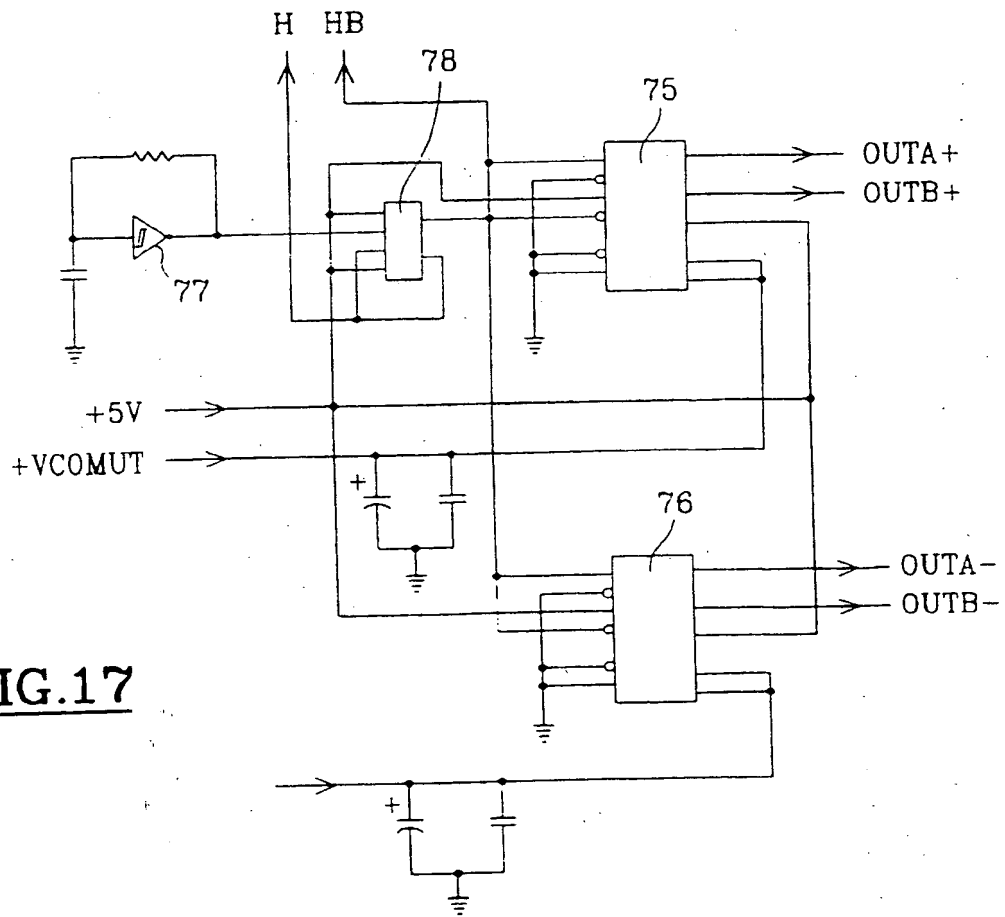 H HB
78
75
OUTA+
OUTB+
77
+5V
+VCOMUT
+
76
OUTA-
OUTB-
IG.17
+